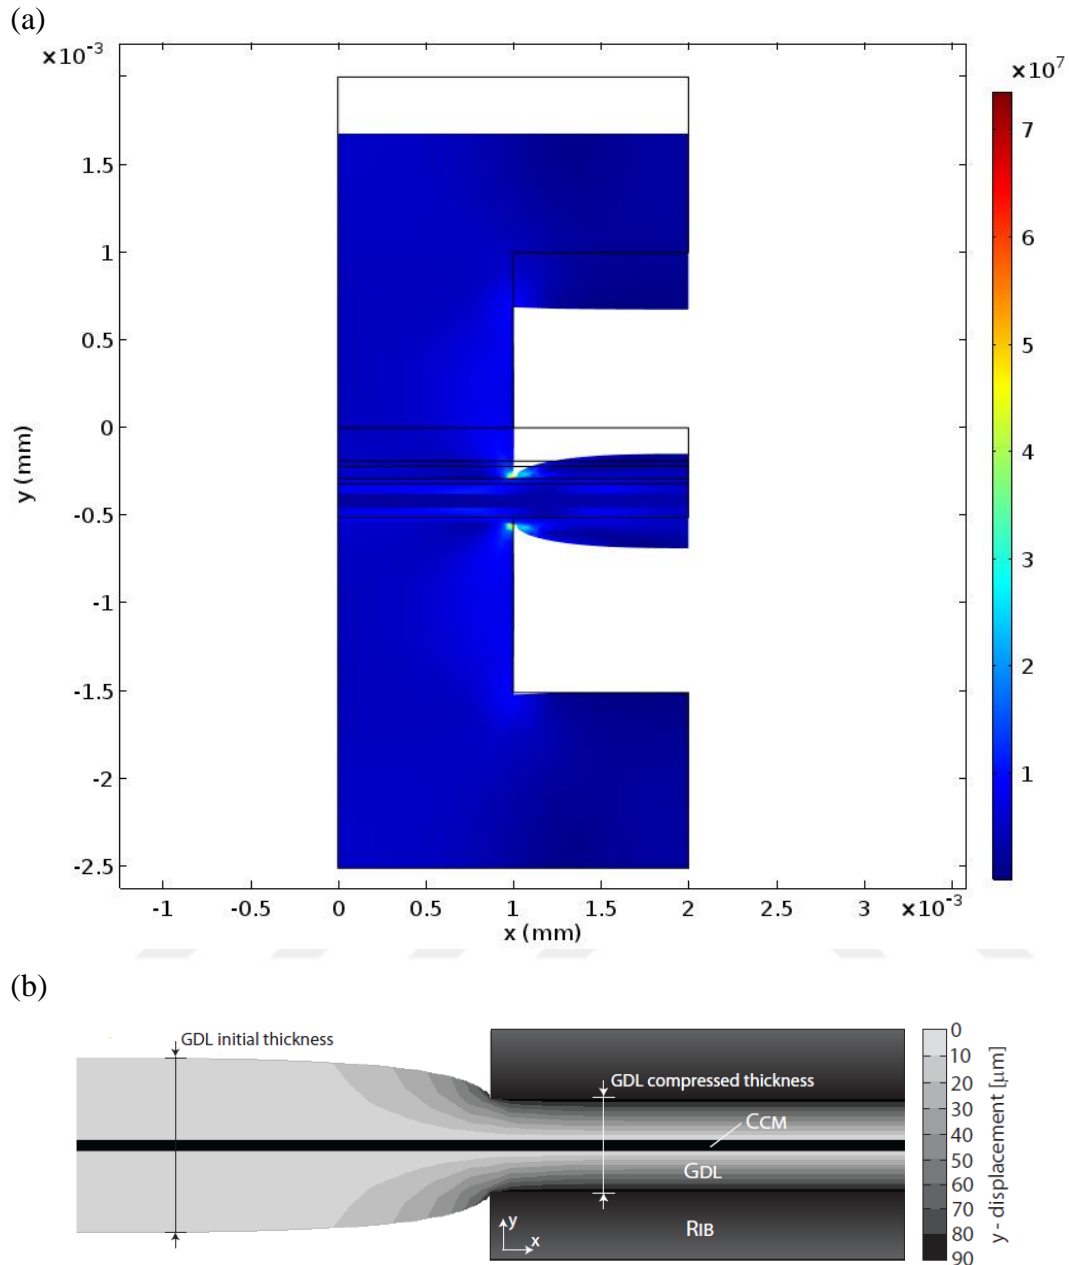 (a)
×10⁻³
×10⁷
7
1.5
6
1
0.5
5
0
4
y (mm)
-0.5
3
-1
2
-1.5
-2
1
-2.5
-1 -0.5 0 0.5 1 1.5 2 2.5 3 ×10⁻³
x (mm)
(b)
GDL initial thickness
0
10
GDL compressed thickness
20
30
CCM
40
50
GDL
60
70
RIB
80
90
y
x
y - displacement [μm]